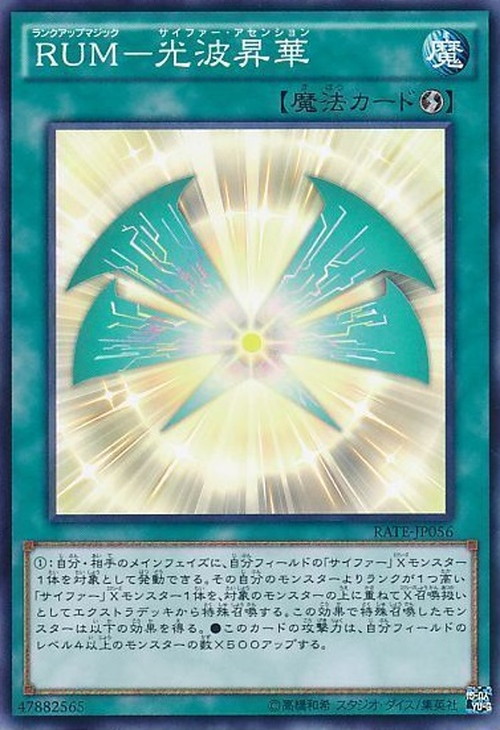 ランクアップマジック サイファー・アセンション
RUM－光波昇華
魔
【魔法カード】
RATE-JP056
①：自分・相手のメインフェイズに、自分フィールドの「サイファー」Xモンスター
1体を対象として発動できる。その自分のモンスターよりランクが1つ高い
「サイファー」Xモンスター1体を、対象のモンスターの上に重ねてX召喚扱い
としてエクストラデッキから特殊召喚する。この効果で特殊召喚したモン
スターは以下の効果を得る。●このカードの攻撃力は、自分フィールドの
レベル4以上のモンスターの数×500アップする。
47882565
©高橋和希 スタジオ・ダイス/集英社